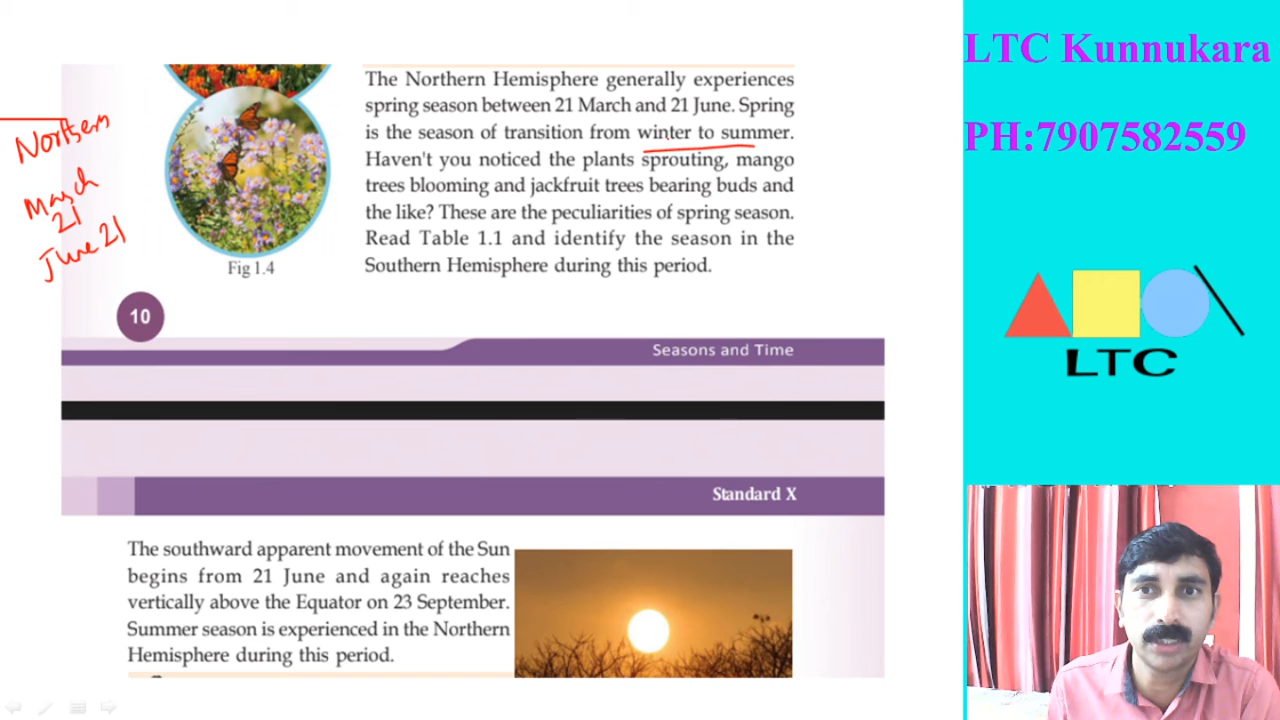 LTC Kunnukara
PH:7907582559
Northern
March
21
June 21
The Northern Hemisphere generally experiences
spring season between 21 March and 21 June. Spring
is the season of transition from winter to summer.
Haven't you noticed the plants sprouting, mango
trees blooming and jackfruit trees bearing buds and
the like? These are the peculiarities of spring season.
Read Table 1.1 and identify the season in the
Southern Hemisphere during this period.
Fig 1.4
10
Seasons and Time
LTC
Standard X
The southward apparent movement of the Sun
begins from 21 June and again reaches
vertically above the Equator on 23 September.
Summer season is experienced in the Northern
Hemisphere during this period.